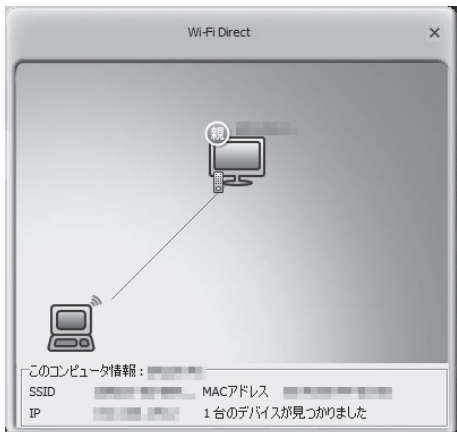 Wi-Fi Direct
親
このコンピュータ情報：
SSID MACアドレス
IP 1台のデバイスが見つかりました